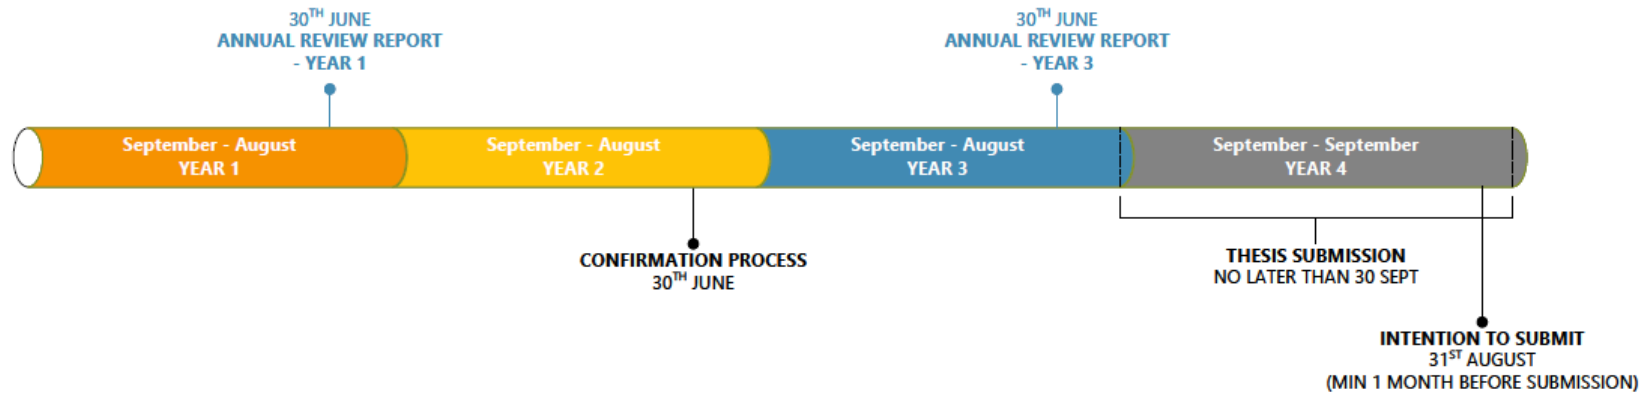 30TH JUNE
ANNUAL REVIEW REPORT
- YEAR 1
30TH JUNE
ANNUAL REVIEW REPORT
- YEAR 3
September - August
YEAR 1
September - August
YEAR 2
September - August
YEAR 3
September - September
YEAR 4
CONFIRMATION PROCESS
30TH JUNE
THESIS SUBMISSION
NO LATER THAN 30 SEPT
INTENTION TO SUBMIT
31ST AUGUST
(MIN 1 MONTH BEFORE SUBMISSION)